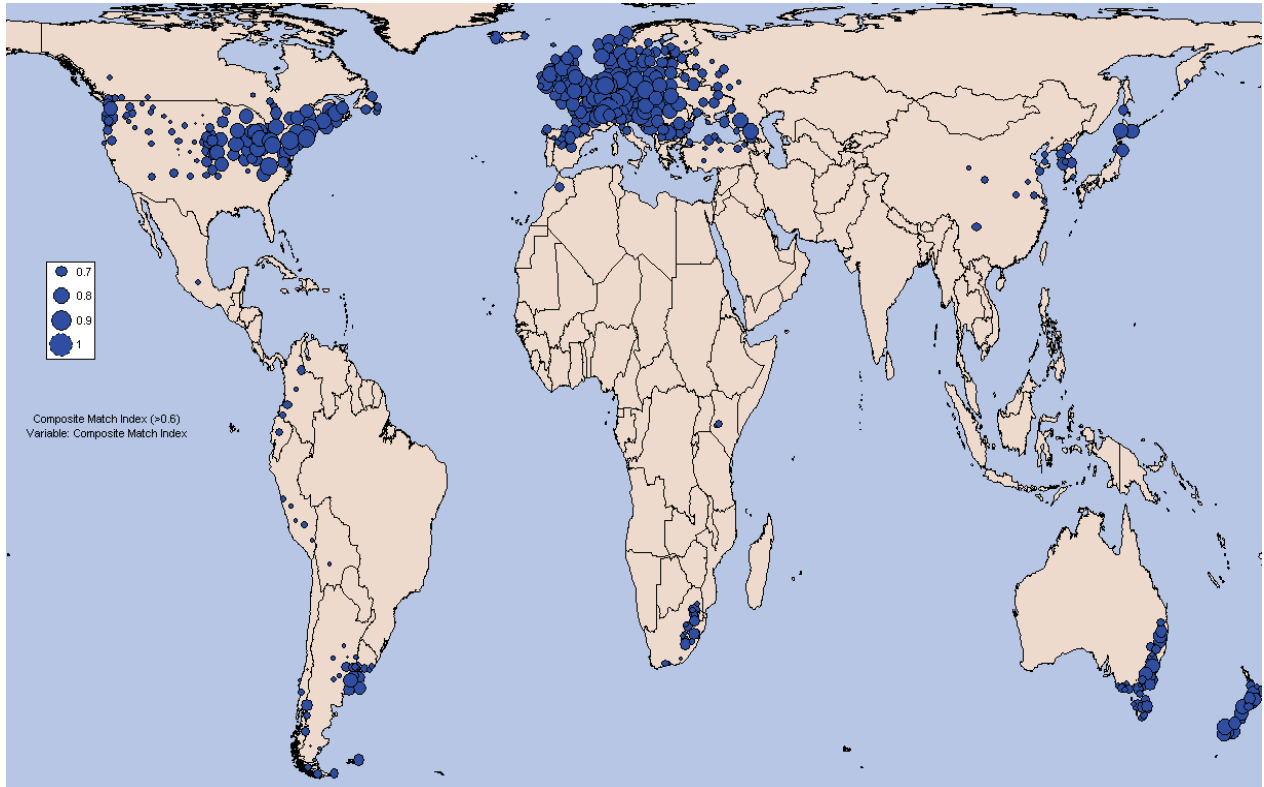 0.7
0.8
0.9
1
Composite Match Index (>0.6)
Variable: Composite Match Index